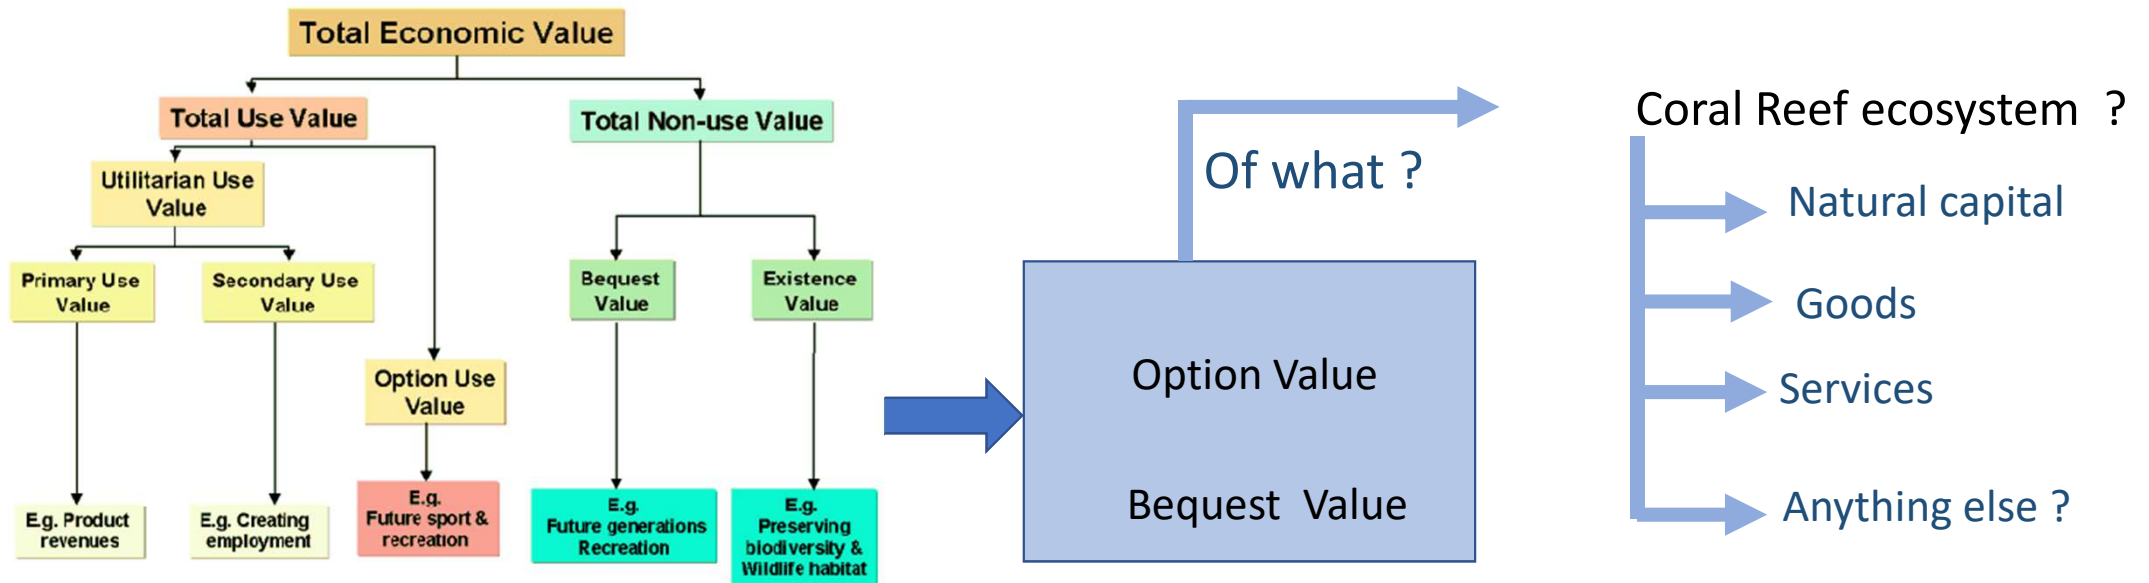 Total Economic Value
Total Use Value
Total Non-use Value
Utilitarian Use
Value
Primary Use
Value
Secondary Use
Value
Option Use
Value
Bequest
Value
Existence
Value
E.g. Product
revenues
E.g. Creating
employment
E.g.
Future sport &
recreation
E.g.
Future generations
Recreation
E.g.
Preserving
biodiversity &
Wildlife habitat
Option Value
Bequest Value
Of what ?
Coral Reef ecosystem ?
Natural capital
Goods
Services
Anything else ?